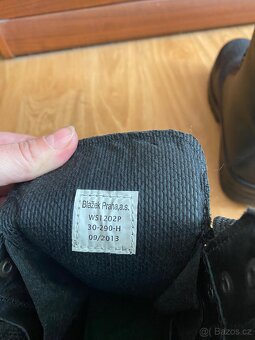 Blažek Praha,a.s.
WS1202P
30-290-H
09/2013
© Bazos.cz